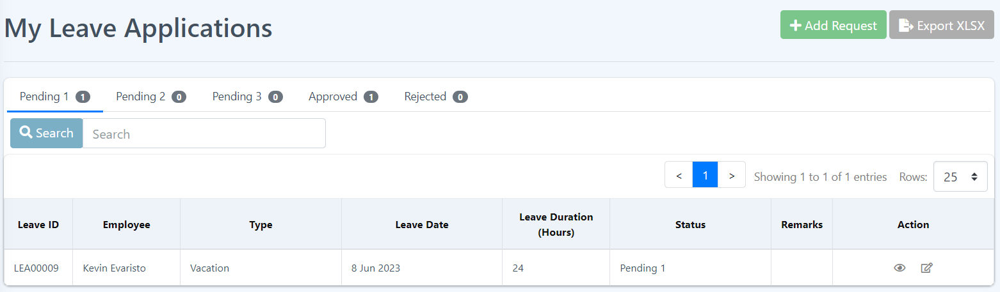 My Leave Applications
Add Request
Export XLSX
Pending 1 1
Pending 2 0
Pending 3 0
Approved 1
Rejected 0
Search
Search
< 1 > Showing 1 to 1 of 1 entries Rows: 25
Leave ID Employee Type Leave Date Leave Duration (Hours) Status Remarks Action
LEA00009 Kevin Evaristo Vacation 8 Jun 2023 24 Pending 1